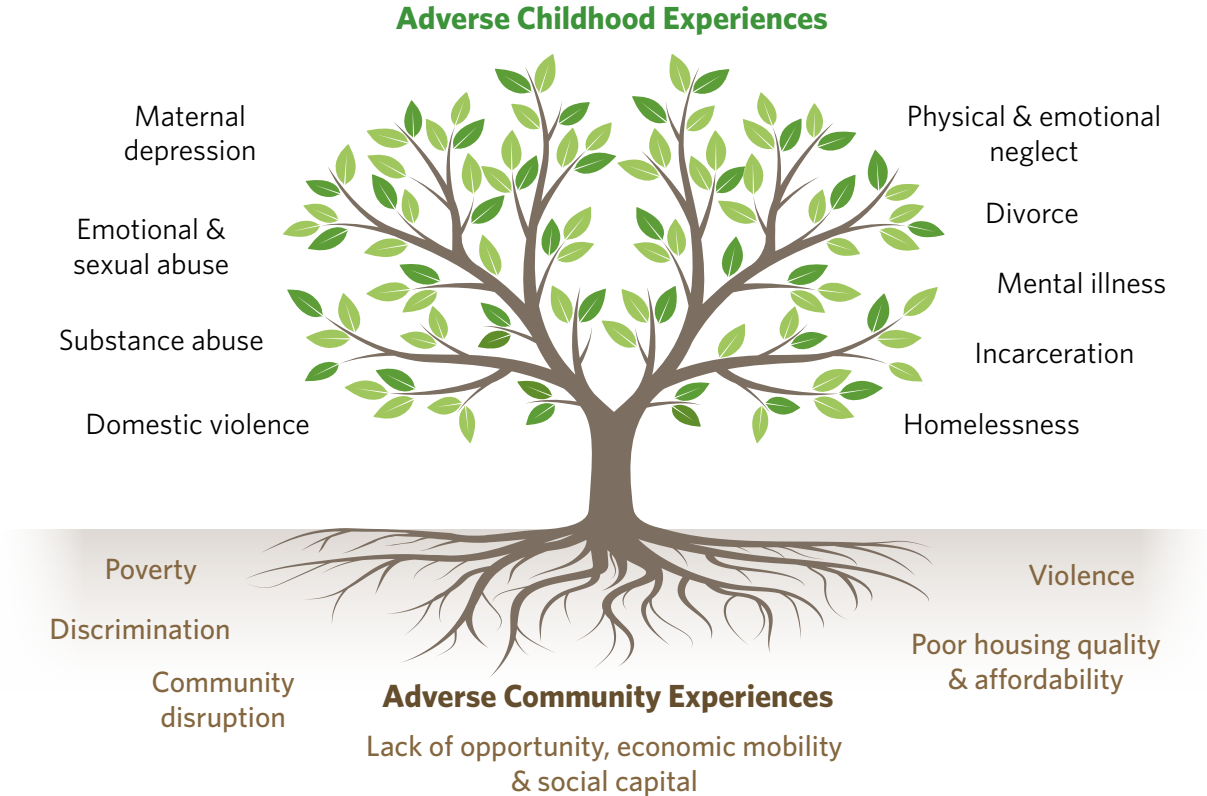 Adverse Childhood Experiences
Maternal
depression
Emotional &
sexual abuse
Substance abuse
Domestic violence
Physical & emotional
neglect
Divorce
Mental illness
Incarceration
Homelessness
Poverty
Discrimination
Community
disruption
Adverse Community Experiences
Lack of opportunity, economic mobility
& social capital
Violence
Poor housing quality
& affordability